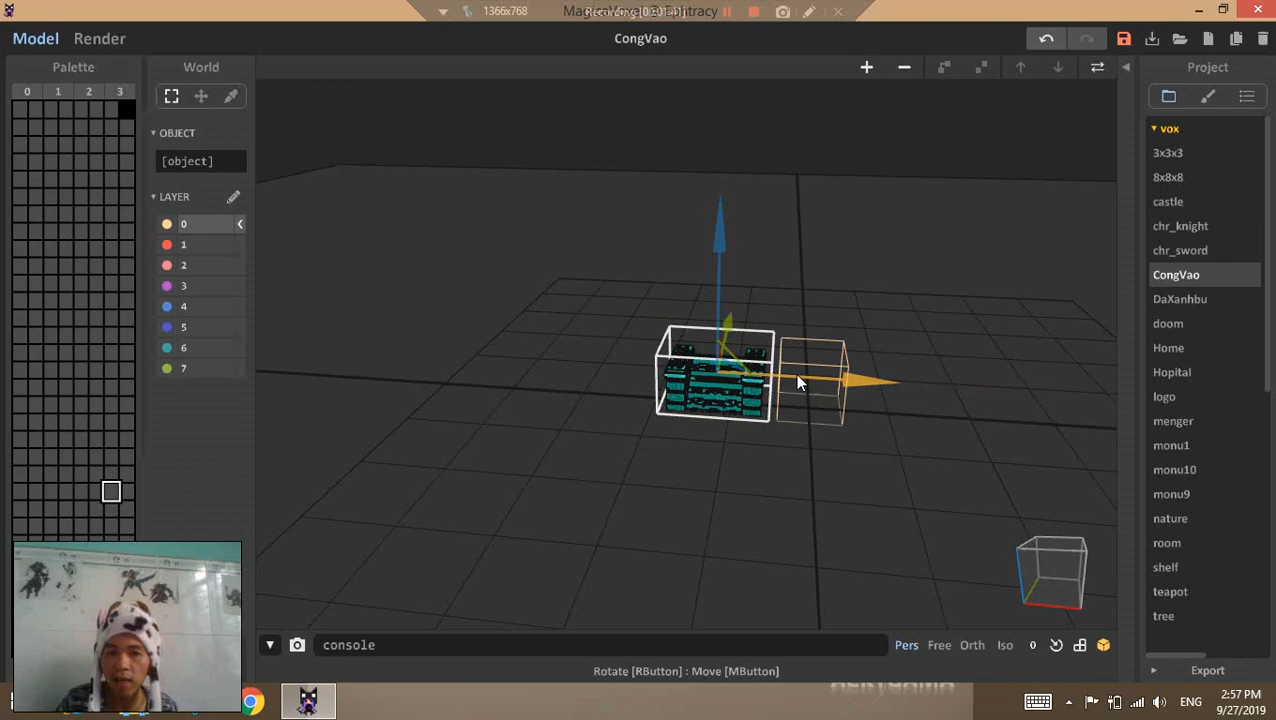 1366x768
MagicaVoxel
Recording
Ephtracy
Model Render
CongVao
Palette
World
Project
0 1 2 3
OBJECT
[object]
LAYER
0
1
2
3
4
5
6
7
vox
3x3x3
8x8x8
castle
chr_knight
chr_sword
CongVao
DaXanhbu
doom
Home
Hopital
logo
menger
monu1
monu10
monu9
nature
room
shelf
teapot
tree
Export
console
Pers Free Orth Iso 0
Rotate [RButton] : Move [MButton]
ENG
2:57 PM
9/27/2019